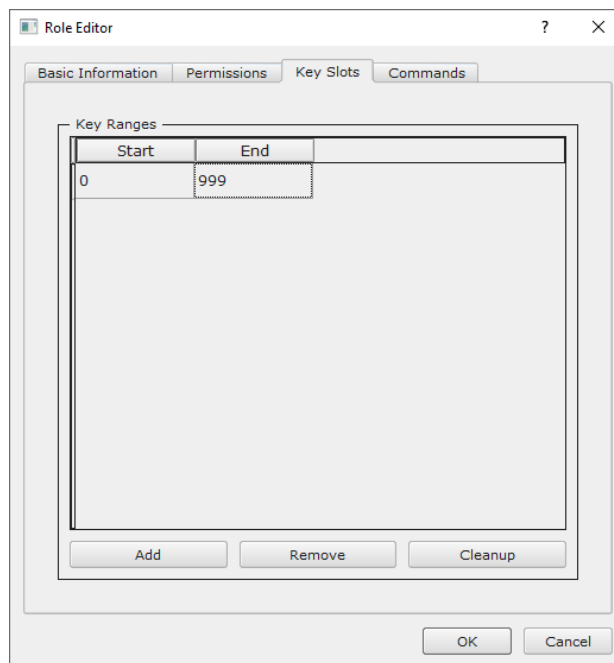 Role Editor ?
Basic Information Permissions Key Slots Commands
Key Ranges
Start End
0 999
Add Remove Cleanup
OK Cancel